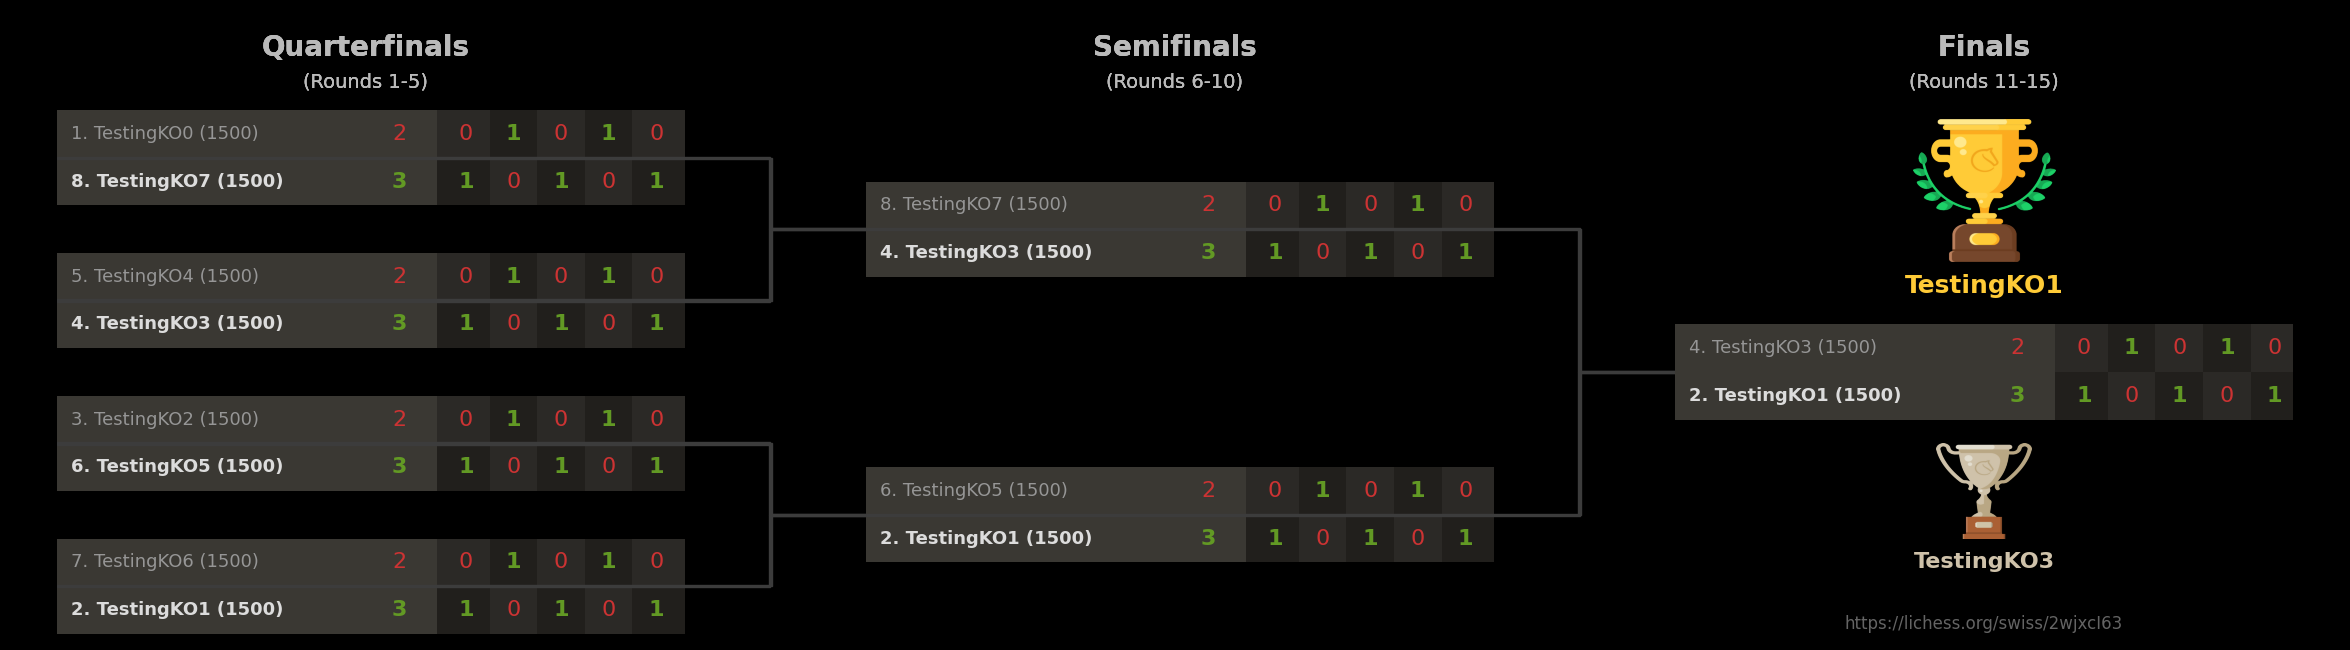 Quarterfinals
(Rounds 1-5)
1. TestingKO0 (1500) 2 0 1 0 1 0
8. TestingKO7 (1500) 3 1 0 1 0 1
5. TestingKO4 (1500) 2 0 1 0 1 0
4. TestingKO3 (1500) 3 1 0 1 0 1
3. TestingKO2 (1500) 2 0 1 0 1 0
6. TestingKO5 (1500) 3 1 0 1 0 1
7. TestingKO6 (1500) 2 0 1 0 1 0
2. TestingKO1 (1500) 3 1 0 1 0 1
Semifinals
(Rounds 6-10)
8. TestingKO7 (1500) 2 0 1 0 1 0
4. TestingKO3 (1500) 3 1 0 1 0 1
6. TestingKO5 (1500) 2 0 1 0 1 0
2. TestingKO1 (1500) 3 1 0 1 0 1
Finals
(Rounds 11-15)
TestingKO1
4. TestingKO3 (1500) 2 0 1 0 1 0
2. TestingKO1 (1500) 3 1 0 1 0 1
TestingKO3
https://lichess.org/swiss/2wjxcI63